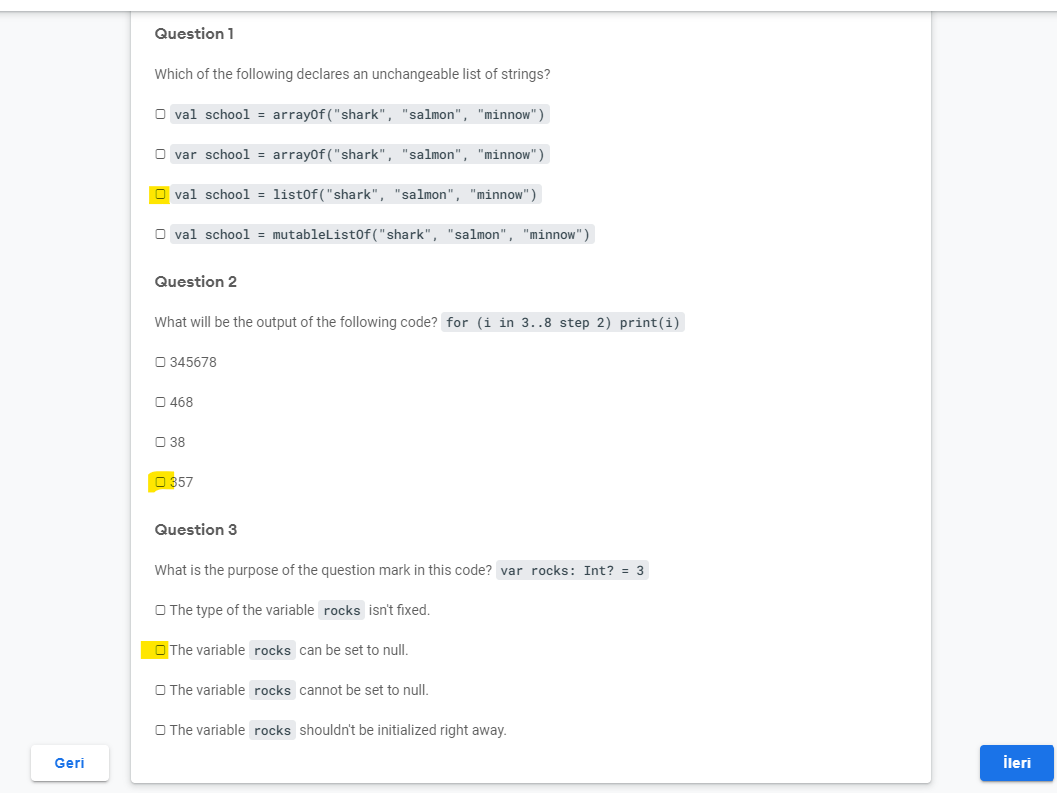 Question 1
Which of the following declares an unchangeable list of strings?
val school = arrayOf("shark", "salmon", "minnow")
var school = arrayOf("shark", "salmon", "minnow")
val school = listOf("shark", "salmon", "minnow")
val school = mutableListOf("shark", "salmon", "minnow")
Question 2
What will be the output of the following code? for (i in 3..8 step 2) print(i)
345678
468
38
357
Question 3
What is the purpose of the question mark in this code? var rocks: Int? = 3
The type of the variable rocks isn't fixed.
The variable rocks can be set to null.
The variable rocks cannot be set to null.
The variable rocks shouldn't be initialized right away.
Geri
İleri